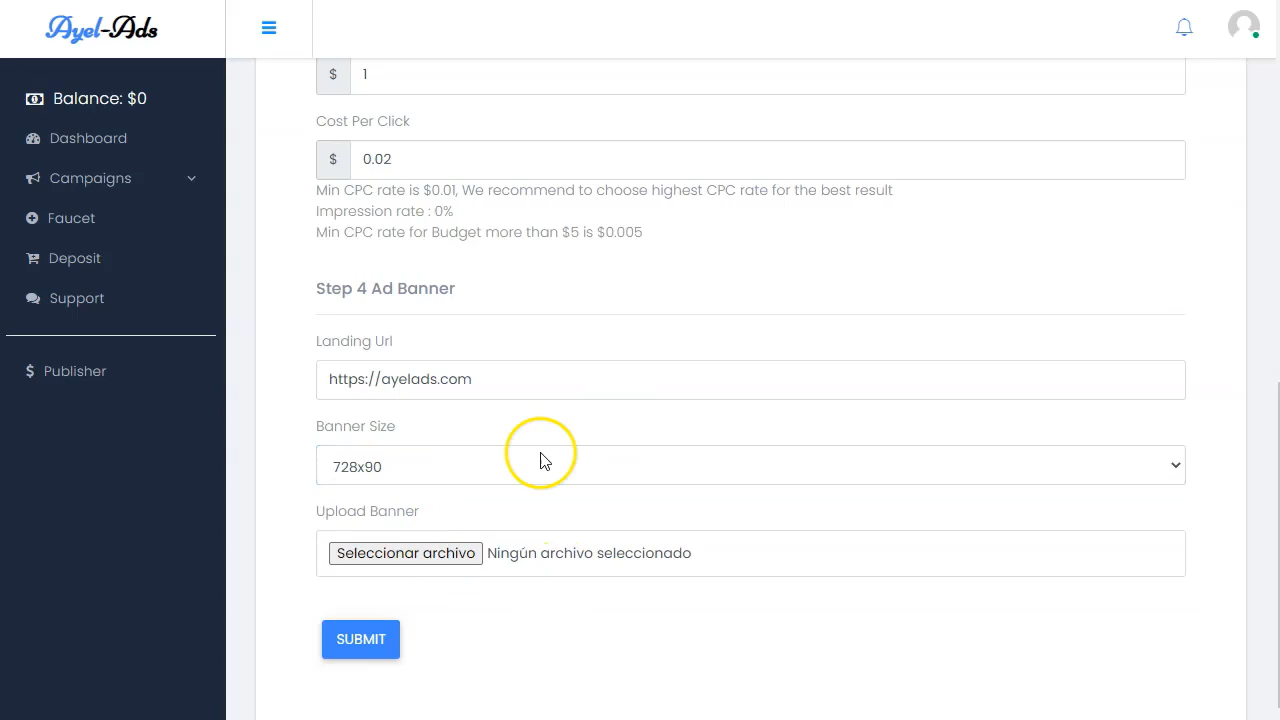 Ayel-Ads
Balance: $0
Dashboard
Campaigns
Faucet
Deposit
Support
Publisher
$ 1
Cost Per Click
$ 0.02
Min CPC rate is $0.01, We recommend to choose highest CPC rate for the best result
Impression rate : 0%
Min CPC rate for Budget more than $5 is $0.005
Step 4 Ad Banner
Landing Url
https://ayelads.com
Banner Size
728x90
Upload Banner
Seleccionar archivo Ningún archivo seleccionado
SUBMIT